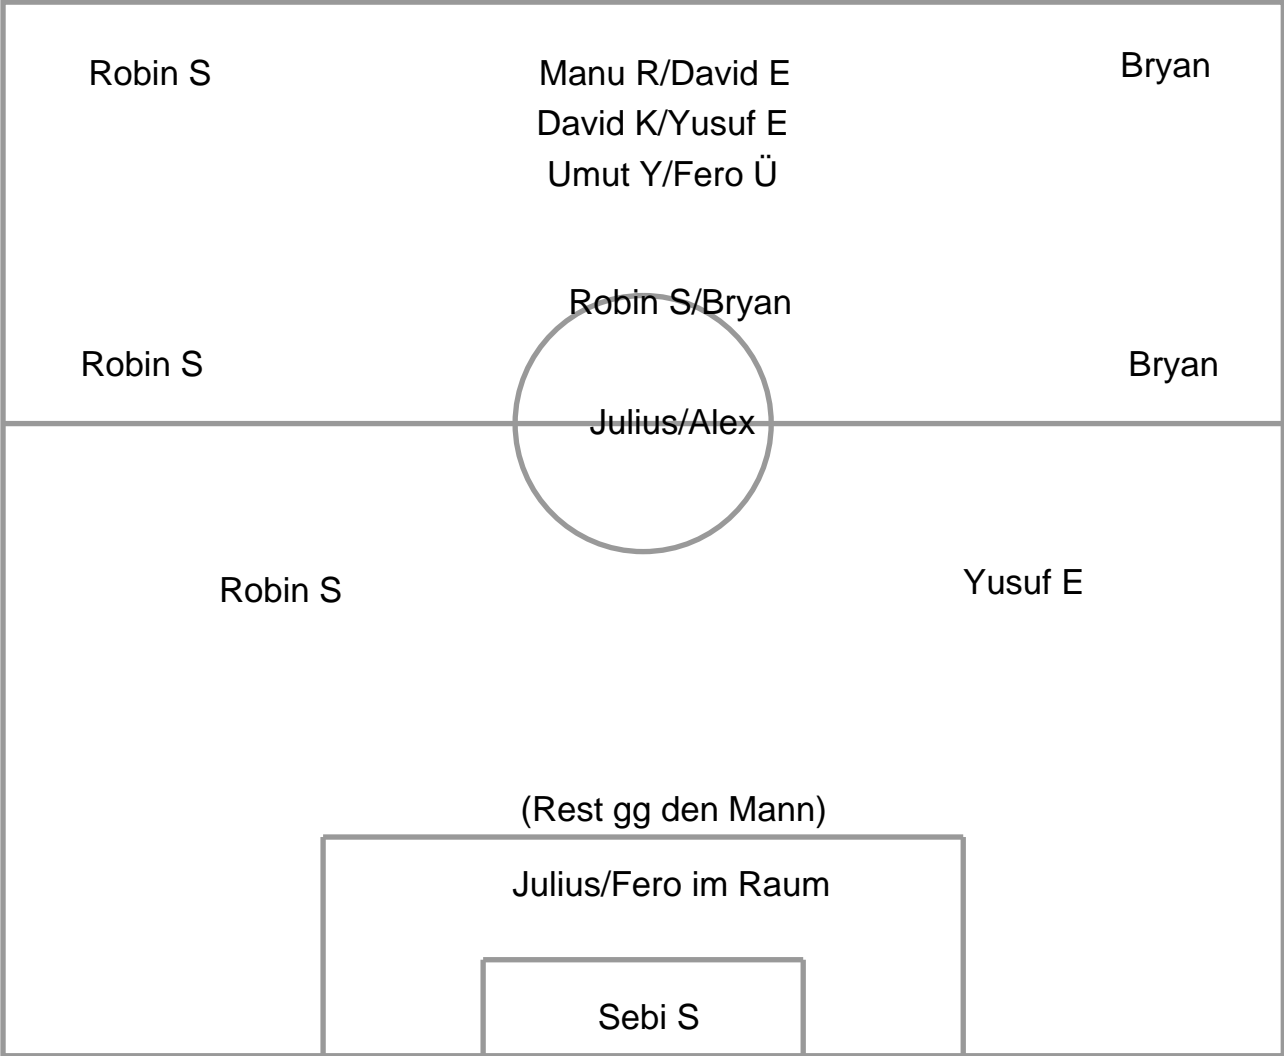 Robin S
Manu R/David E
Bryan
David K/Yusuf E
Umut Y/Fero Ü
Robin S/Bryan
Robin S
Bryan
Julius/Alex
Robin S
Yusuf E
(Rest gg den Mann)
Julius/Fero im Raum
Sebi S